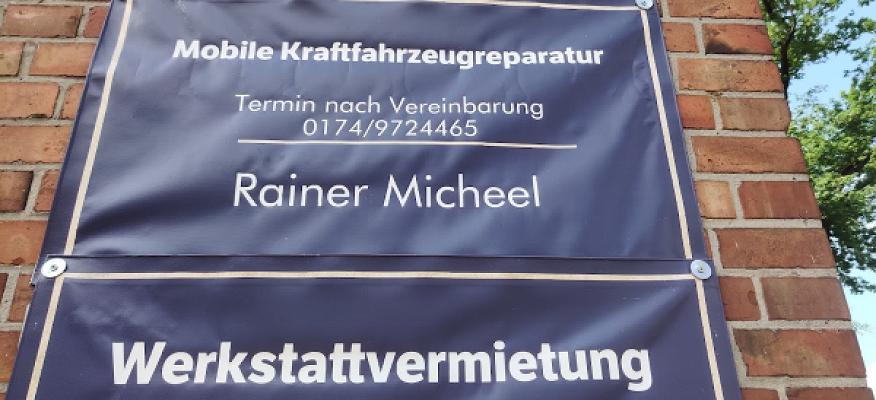 Mobile Kraftfahrzeugreparatur
Termin nach Vereinbarung
0174/9724465
Rainer Micheel
Werkstattvermietung